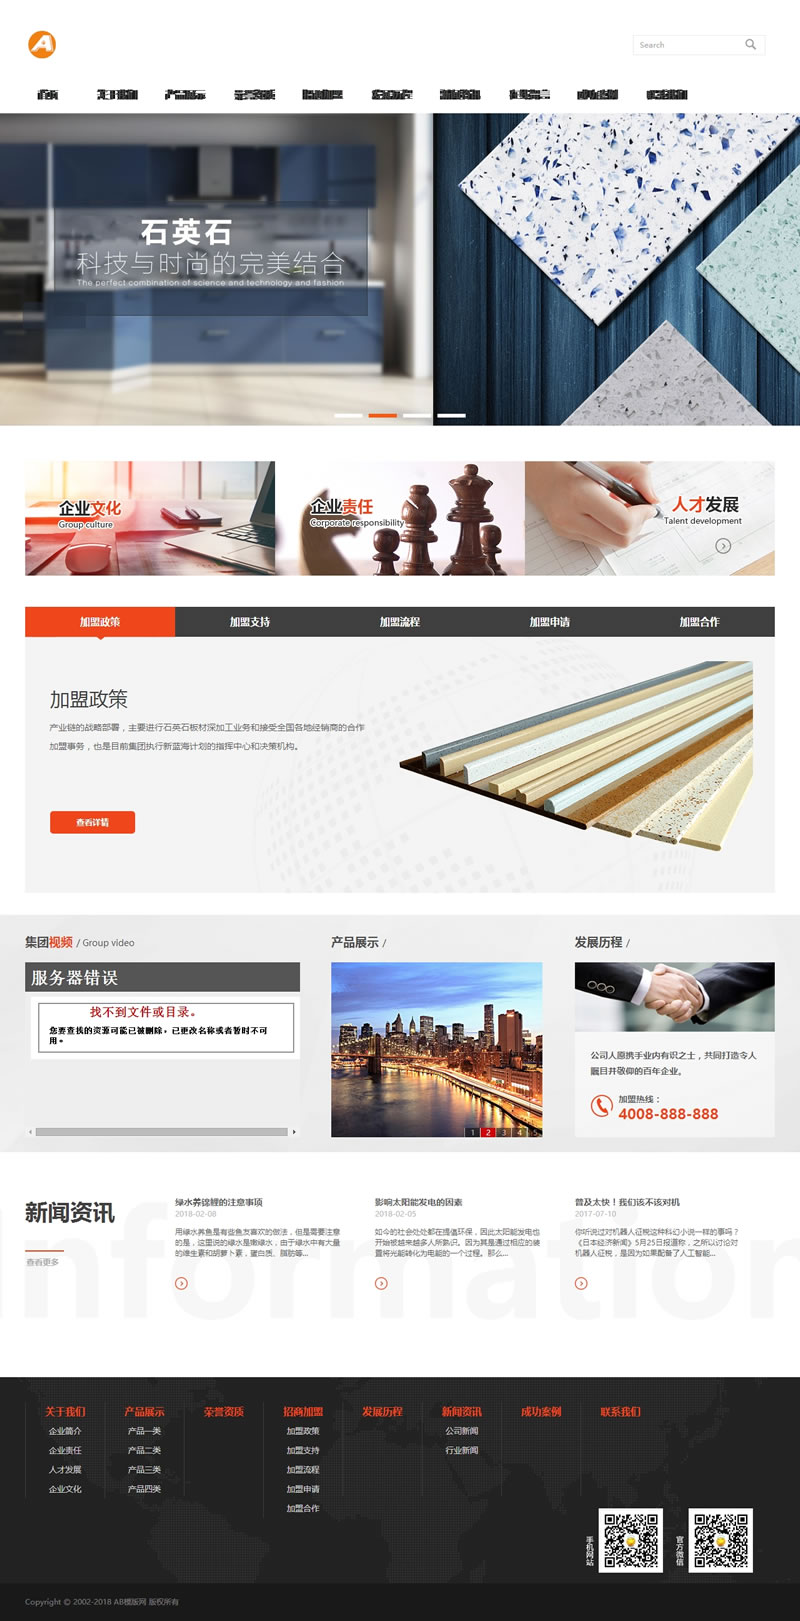 A
Search
石英石
科技与时尚的完美结合
The perfect combination of science and technology and fashion
企业文化
Group culture
企业责任
Corporate responsibility
人才发展
Talent development
加盟政策
加盟支持
加盟流程
加盟申请
加盟合作
加盟政策
产业链的战略部署，主要进行石英石板材深加工业务和接受全国各地经销商的合作
加盟事务，也是目前集团执行新蓝海计划的指挥中心和决策机构。
查看详情
集团视频 / Group video
产品展示 /
发展历程 /
服务器错误
找不到文件或目录。
您要查找的资源可能已被删除，已更改名称或者暂时不可
用。
1 2 3 4 5
公司人愿携手业内有识之士，共同打造令人
瞩目并敬仰的百年企业。
加盟热线：
4008-888-888
Information
新闻资讯
查看更多
绿水养锦鲤的注意事项
2018-02-08
用绿水养鱼是有些鱼友喜欢的做法，但是需要注意
的是，这里说的绿水是嫩绿水，由于绿水中有大量
的维生素和胡萝卜素，蛋白质、脂肪等...
影响太阳能发电的因素
2018-02-05
如今的社会处处都在提倡环保，因此太阳能发电也
开始被越来越多人所熟识。因为其是通过相应的装
置将光能转化为电能的一个过程。那么...
普及太快！我们该不该对机
2017-07-10
你听说过对机器人征税这种科幻小说一样的事吗？
《日本经济新闻》5月25日报道称，之所以讨论对
机器人征税，是因为如果配备了人工智能...
关于我们
企业简介
企业责任
人才发展
企业文化
产品展示
产品一类
产品二类
产品三类
产品四类
荣誉资质
招商加盟
加盟政策
加盟支持
加盟流程
加盟申请
加盟合作
发展历程
新闻资讯
公司新闻
行业新闻
成功案例
联系我们
手机网站
官方微信
Copyright © 2002-2018 AB模版网 版权所有